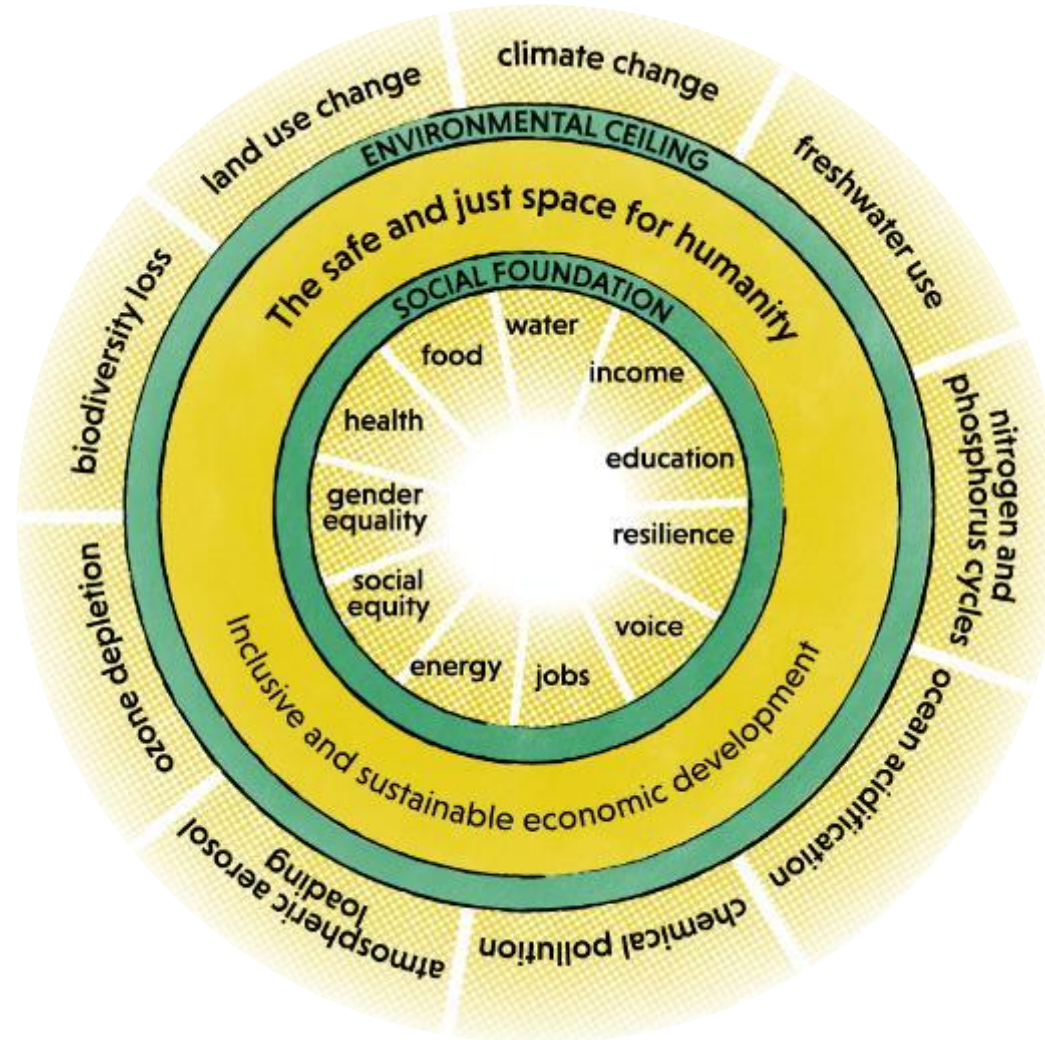 climate change
freshwater use
nitrogen and
phosphorus cycles
ocean acidification
chemical pollution
atmospheric aerosol
loading
ozone depletion
biodiversity loss
land use change
ENVIRONMENTAL CEILING
The safe and just space for humanity
SOCIAL FOUNDATION
water
income
education
resilience
voice
jobs
energy
social
equity
gender
equality
health
food
Inclusive and sustainable economic development